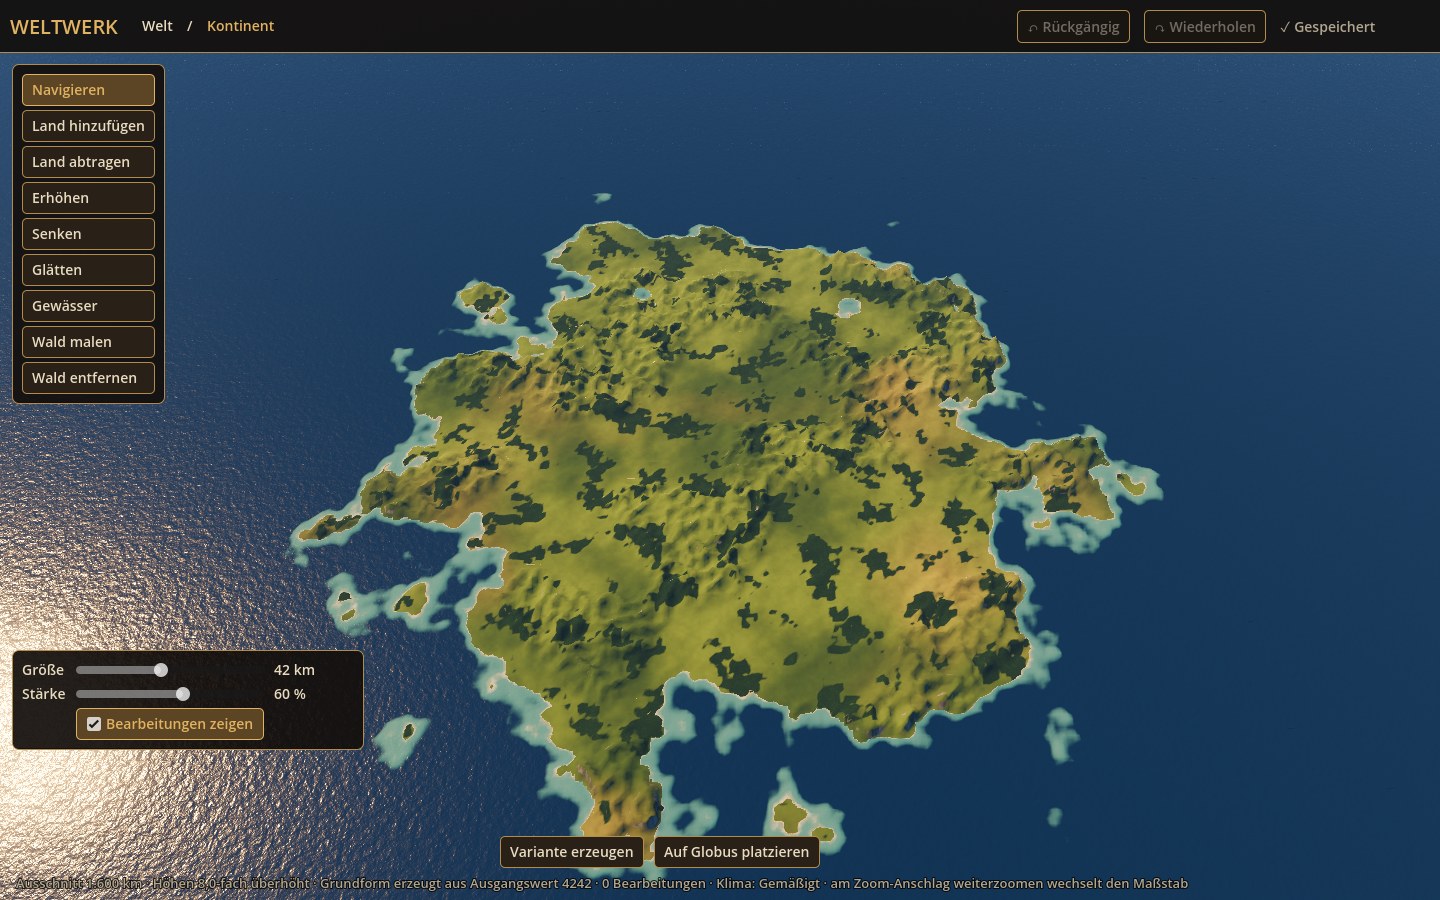 WELTWERK Welt / Kontinent ↶ Rückgängig ↷ Wiederholen ✓ Gespeichert
Navigieren
Land hinzufügen
Land abtragen
Erhöhen
Senken
Glätten
Gewässer
Wald malen
Wald entfernen
Größe 42 km
Stärke 60 %
Bearbeitungen zeigen
Variante erzeugen Auf Globus platzieren
Ausschnitt 1.600 km · Höhen 8,0-fach überhöht · Grundform erzeugt aus Ausgangswert 4242 · 0 Bearbeitungen · Klima: Gemäßigt · am Zoom-Anschlag weiterzoomen wechselt den Maßstab